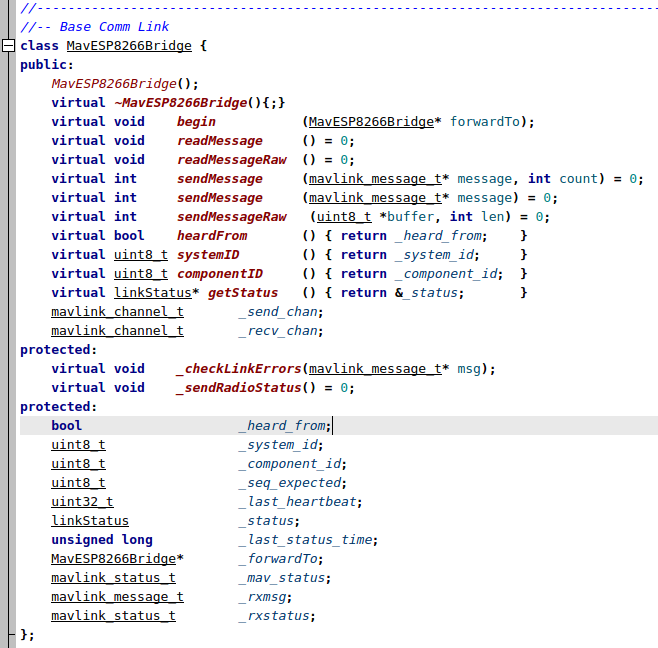 //------------------------------------------------------------------------------
//-- Base Comm Link
class MavESP8266Bridge {
public:
    MavESP8266Bridge();
    virtual ~MavESP8266Bridge(){;}
    virtual void    begin           (MavESP8266Bridge* forwardTo);
    virtual void    readMessage     () = 0;
    virtual void    readMessageRaw  () = 0;
    virtual int     sendMessage     (mavlink_message_t* message, int count) = 0;
    virtual int     sendMessage     (mavlink_message_t* message) = 0;
    virtual int     sendMessageRaw   (uint8_t *buffer, int len) = 0;
    virtual bool    heardFrom       () { return _heard_from;    }
    virtual uint8_t systemID        () { return _system_id;     }
    virtual uint8_t componentID     () { return _component_id;  }
    virtual linkStatus* getStatus   () { return &_status;       }
    mavlink_channel_t       _send_chan;
    mavlink_channel_t       _recv_chan;
protected:
    virtual void    _checkLinkErrors(mavlink_message_t* msg);
    virtual void    _sendRadioStatus() = 0;
protected:
    bool                    _heard_from;
    uint8_t                 _system_id;
    uint8_t                 _component_id;
    uint8_t                 _seq_expected;
    uint32_t                _last_heartbeat;
    linkStatus              _status;
    unsigned long           _last_status_time;
    MavESP8266Bridge*       _forwardTo;
    mavlink_status_t        _mav_status;
    mavlink_message_t       _rxmsg;
    mavlink_status_t        _rxstatus;
};